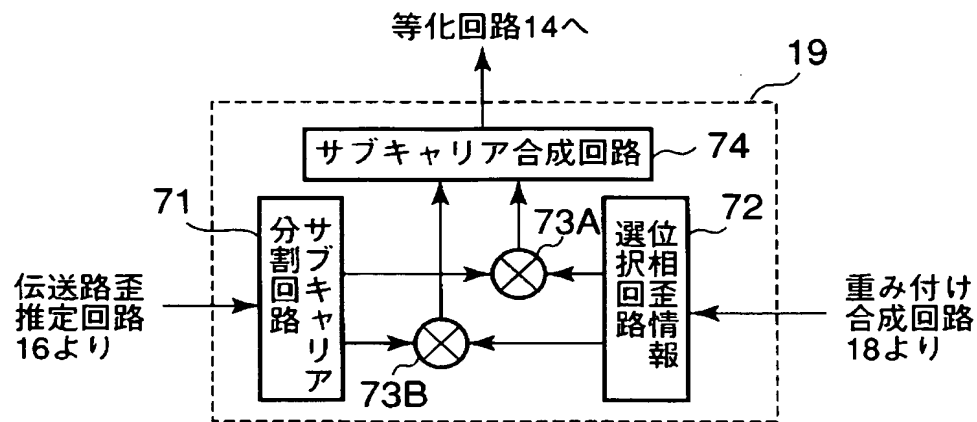 等化回路14へ
19
サブキャリア合成回路
74
71
サブキャリア
分割回路
73A
73B
72
位相歪情報
選択回路
伝送路歪
推定回路
16より
重み付け
合成回路
18より